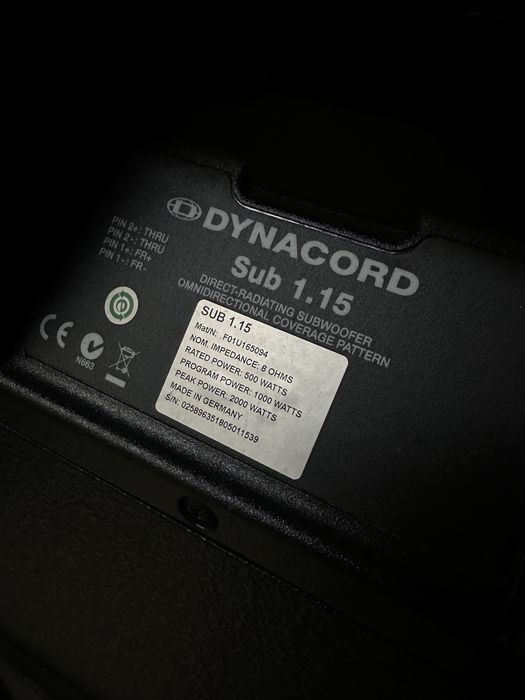 PIN 2+: THRU
PIN 2-: THRU
PIN 1+: FR+
PIN 1-: FR-
DYNACORD
Sub 1.15
DIRECT-RADIATING SUBWOOFER
OMNIDIRECTIONAL COVERAGE PATTERN
CE
N663
SUB 1.15
Mat/N: F01U165094
NOM. IMPEDANCE: 8 OHMS
RATED POWER: 500 WATTS
PROGRAM POWER: 1000 WATTS
PEAK POWER: 2000 WATTS
MADE IN GERMANY
S/N: 025896351805011539